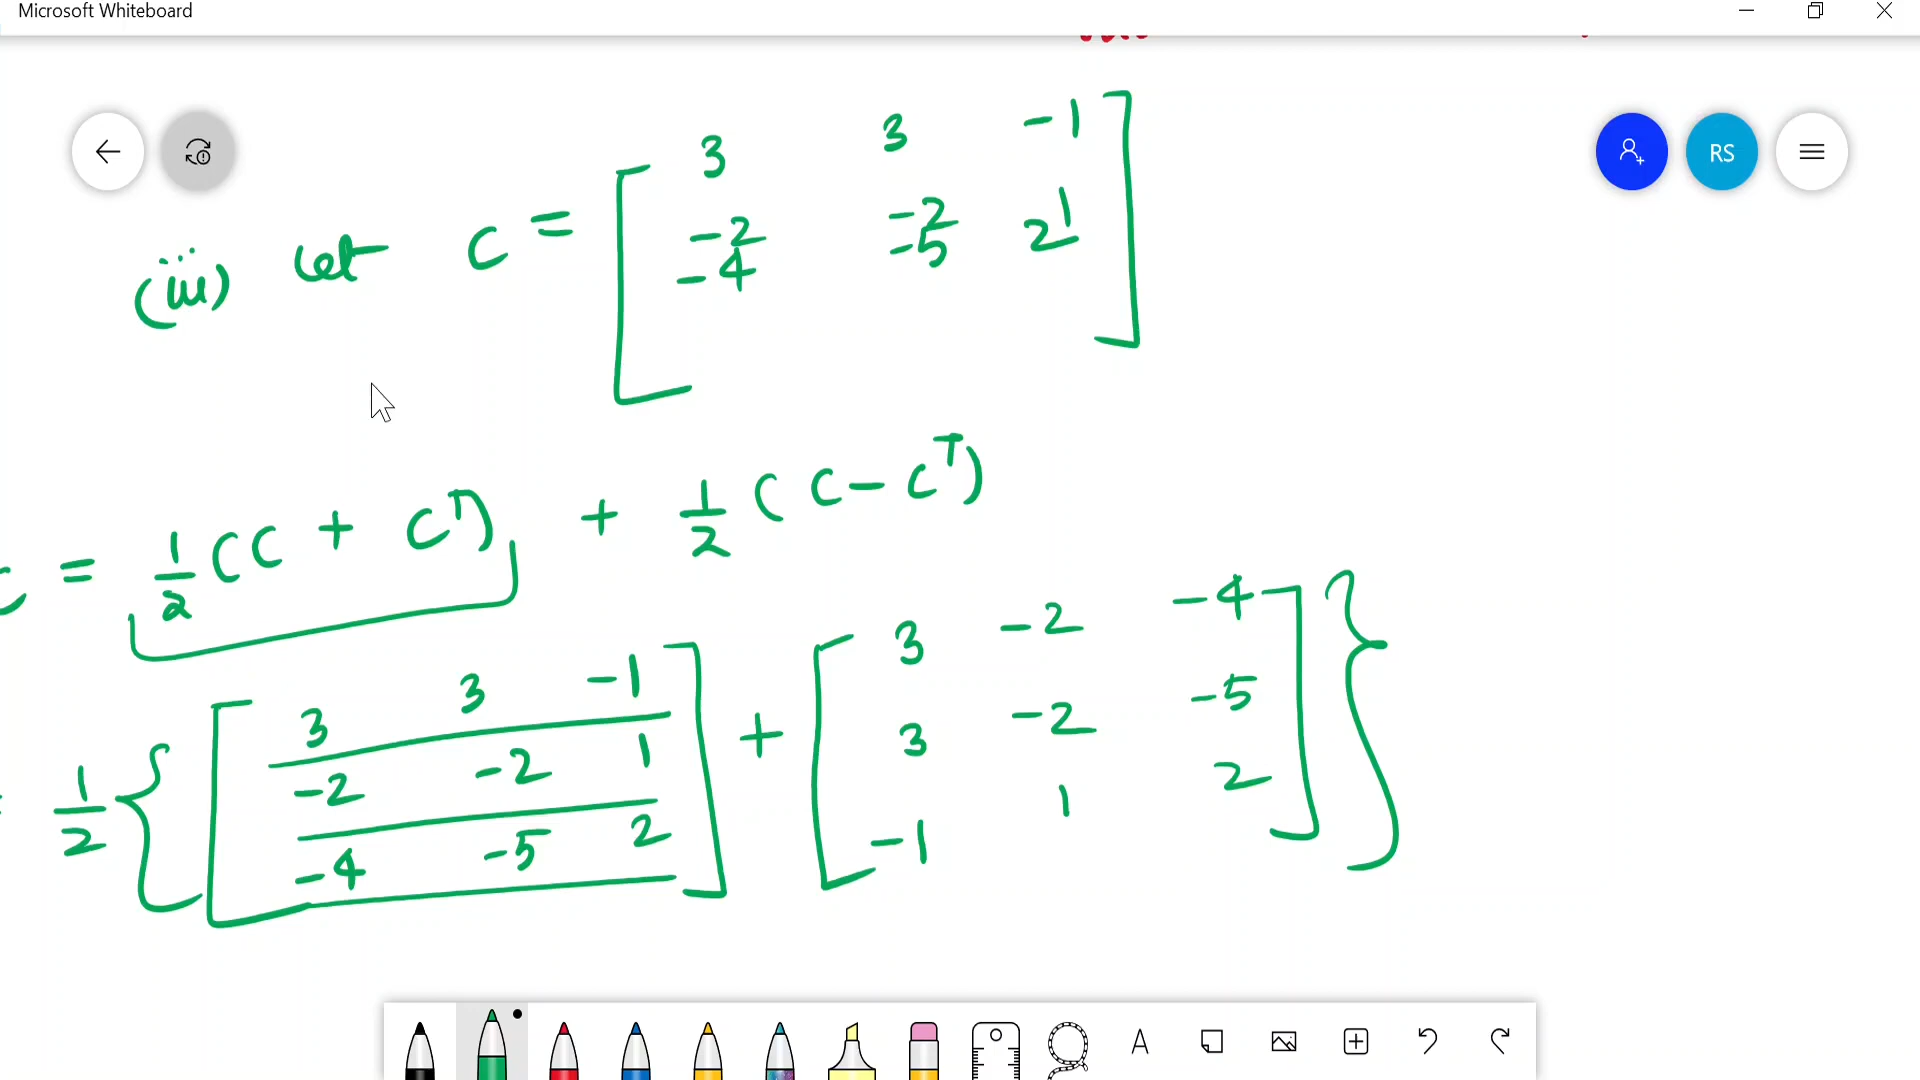 Microsoft Whiteboard
RS
3 3 -1
(iii) let C = [ -2 -2 1 ]
-4 -5 2
= 1/2 (C + C^T) + 1/2 (C - C^T)
3 3 -1 3 -2 -4
1/2 { [ -2 -2 1 ] + [ 3 -2 -5 ] }
-4 -5 2 -1 1 2
A